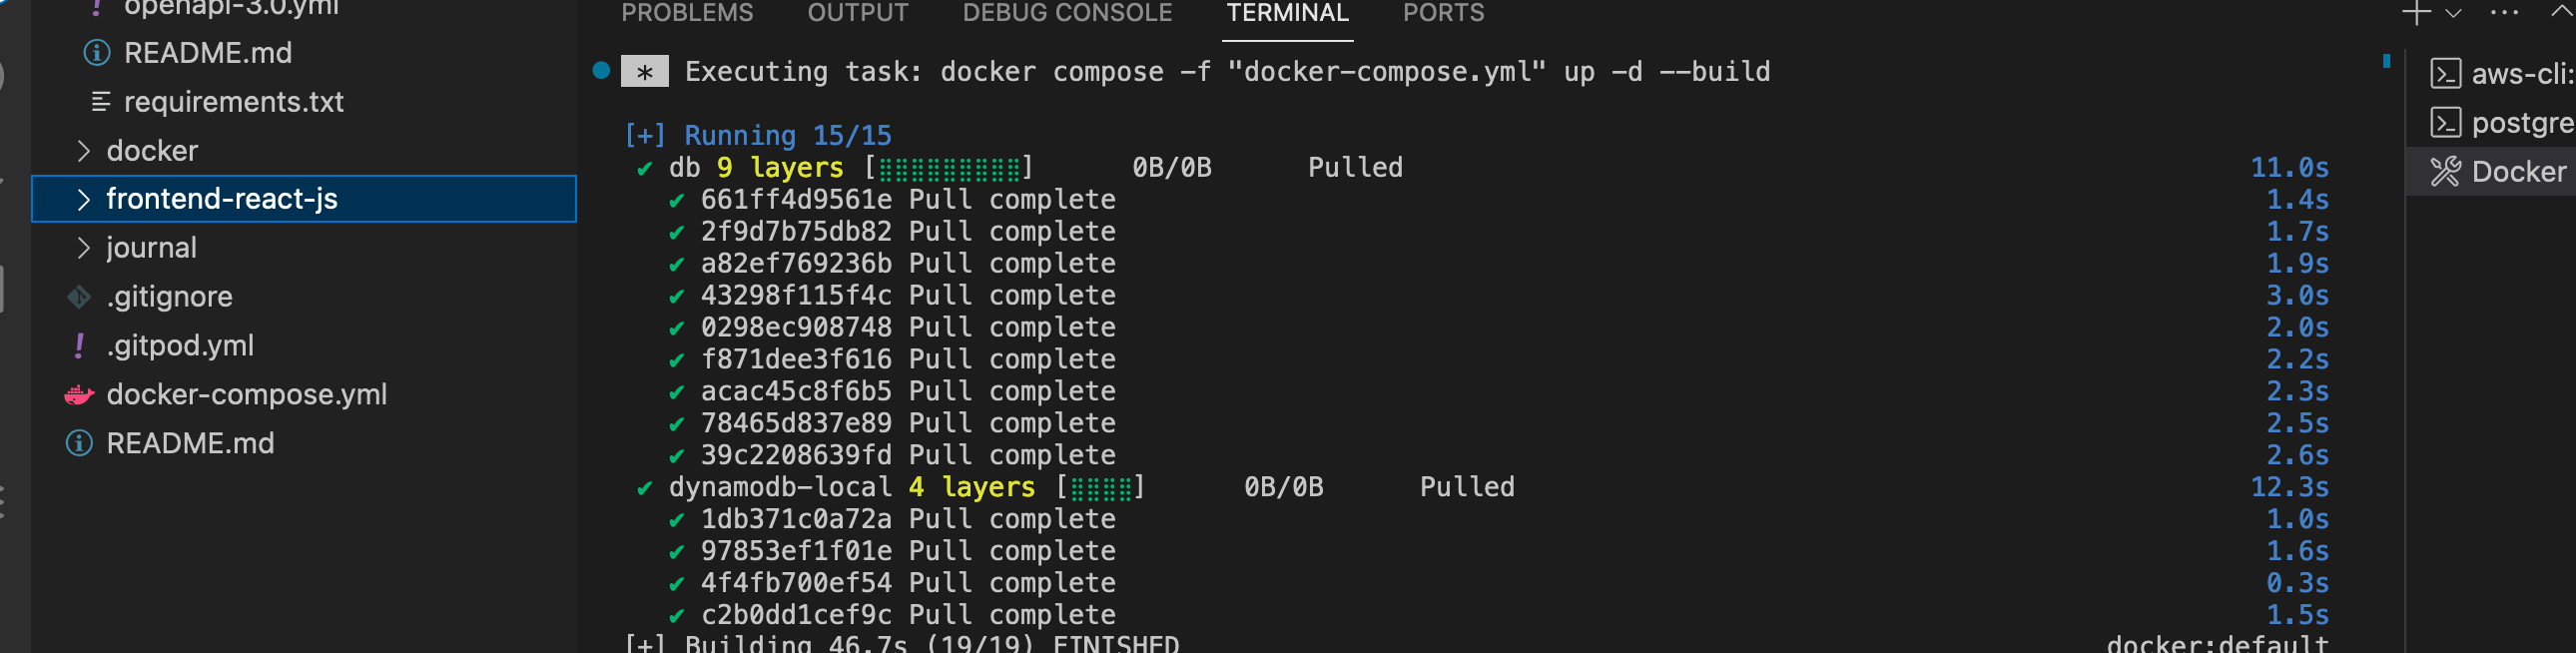 openapi-3.0.yml
README.md
requirements.txt
docker
frontend-react-js
journal
.gitignore
.gitpod.yml
docker-compose.yml
README.md
PROBLEMS OUTPUT DEBUG CONSOLE TERMINAL PORTS
* Executing task: docker compose -f "docker-compose.yml" up -d --build
[+] Running 15/15
✔ db 9 layers [⣿⣿⣿⣿⣿⣿⣿⣿⣿] 0B/0B Pulled 11.0s
✔ 661ff4d9561e Pull complete 1.4s
✔ 2f9d7b75db82 Pull complete 1.7s
✔ a82ef769236b Pull complete 1.9s
✔ 43298f115f4c Pull complete 3.0s
✔ 0298ec908748 Pull complete 2.0s
✔ f871dee3f616 Pull complete 2.2s
✔ acac45c8f6b5 Pull complete 2.3s
✔ 78465d837e89 Pull complete 2.5s
✔ 39c2208639fd Pull complete 2.6s
✔ dynamodb-local 4 layers [⣿⣿⣿⣿] 0B/0B Pulled 12.3s
✔ 1db371c0a72a Pull complete 1.0s
✔ 97853ef1f01e Pull complete 1.6s
✔ 4f4fb700ef54 Pull complete 0.3s
✔ c2b0dd1cef9c Pull complete 1.5s
[+] Building 46.7s (19/19) FINISHED docker:default
aws-cli:
postgre
Docker